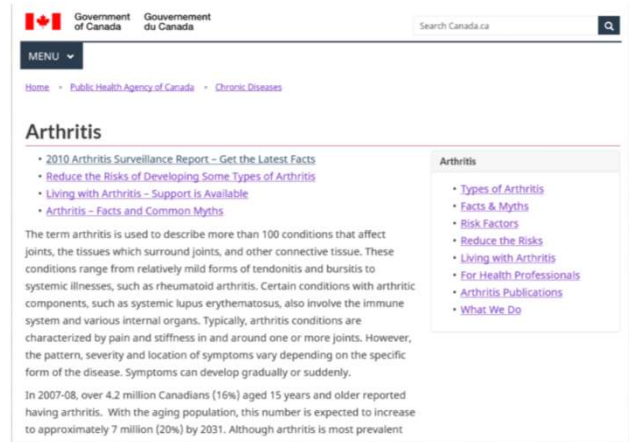 Government of Canada
Gouvernement du Canada
Search Canada.ca
MENU
Home
Public Health Agency of Canada
Chronic Diseases
Arthritis
• 2010 Arthritis Surveillance Report – Get the Latest Facts
• Reduce the Risks of Developing Some Types of Arthritis
• Living with Arthritis – Support is Available
• Arthritis – Facts and Common Myths
The term arthritis is used to describe more than 100 conditions that affect
joints, the tissues which surround joints, and other connective tissue. These
conditions range from relatively mild forms of tendonitis and bursitis to
systemic illnesses, such as rheumatoid arthritis. Certain conditions with arthritic
components, such as systemic lupus erythematosus, also involve the immune
system and various internal organs. Typically, arthritis conditions are
characterized by pain and stiffness in and around one or more joints. However,
the pattern, severity and location of symptoms vary depending on the specific
form of the disease. Symptoms can develop gradually or suddenly.
In 2007-08, over 4.2 million Canadians (16%) aged 15 years and older reported
having arthritis. With the aging population, this number is expected to increase
to approximately 7 million (20%) by 2031. Although arthritis is most prevalent
Arthritis
• Types of Arthritis
• Facts & Myths
• Risk Factors
• Reduce the Risks
• Living with Arthritis
• For Health Professionals
• Arthritis Publications
• What We Do